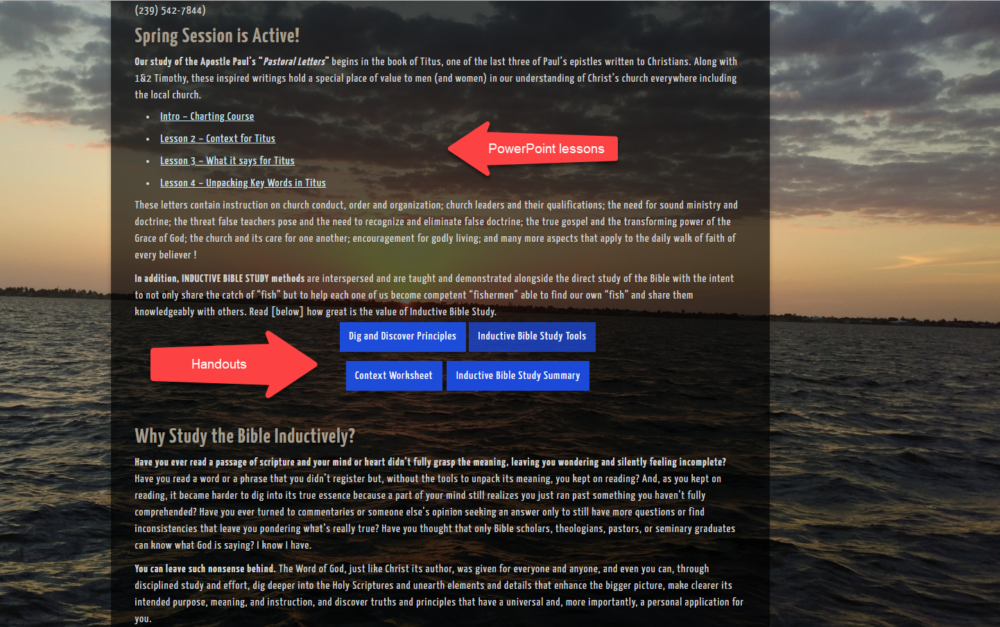 (239) 542-7844)
Spring Session is Active!
Our study of the Apostle Paul's “Pastoral Letters” begins in the book of Titus, one of the last three of Paul's epistles written to Christians. Along with
1&2 Timothy, these inspired writings hold a special place of value to men (and women) in our understanding of Christ's church everywhere including
the local church.
• Intro – Charting Course
• Lesson 2 – Context for Titus
PowerPoint lessons
• Lesson 3 – What it says for Titus
• Lesson 4 – Unpacking Key Words in Titus
These letters contain instruction on church conduct, order and organization; church leaders and their qualifications; the need for sound ministry and
doctrine; the threat false teachers pose and the need to recognize and eliminate false doctrine; the true gospel and the transforming power of the
Grace of God; the church and its care for one another; encouragement for godly living; and many more aspects that apply to the daily walk of faith of
every believer !
In addition, INDUCTIVE BIBLE STUDY methods are interspersed and are taught and demonstrated alongside the direct study of the Bible with the intent
to not only share the catch of “fish” but to help each one of us become competent “fishermen” able to find our own “fish” and share them
knowledgeably with others. Read [below] how great is the value of Inductive Bible Study.
Dig and Discover Principles Inductive Bible Study Tools
Handouts
Context Worksheet Inductive Bible Study Summary
Why Study the Bible Inductively?
Have you ever read a passage of scripture and your mind or heart didn't fully grasp the meaning, leaving you wondering and silently feeling incomplete?
Have you read a word or a phrase that you didn't register but, without the tools to unpack its meaning, you kept on reading? And, as you kept on
reading, it became harder to dig into its true essence because a part of your mind still realizes you just ran past something you haven't fully
comprehended? Have you ever turned to commentaries or someone else's opinion seeking an answer only to still have more questions or find
inconsistencies that leave you pondering what's really true? Have you thought that only Bible scholars, theologians, pastors, or seminary graduates
can know what God is saying? I know I have.
You can leave such nonsense behind. The Word of God, just like Christ its author, was given for everyone and anyone, and even you can, through
disciplined study and effort, dig deeper into the Holy Scriptures and unearth elements and details that enhance the bigger picture, make clearer its
intended purpose, meaning, and instruction, and discover truths and principles that have a universal and, more importantly, a personal application for
you.